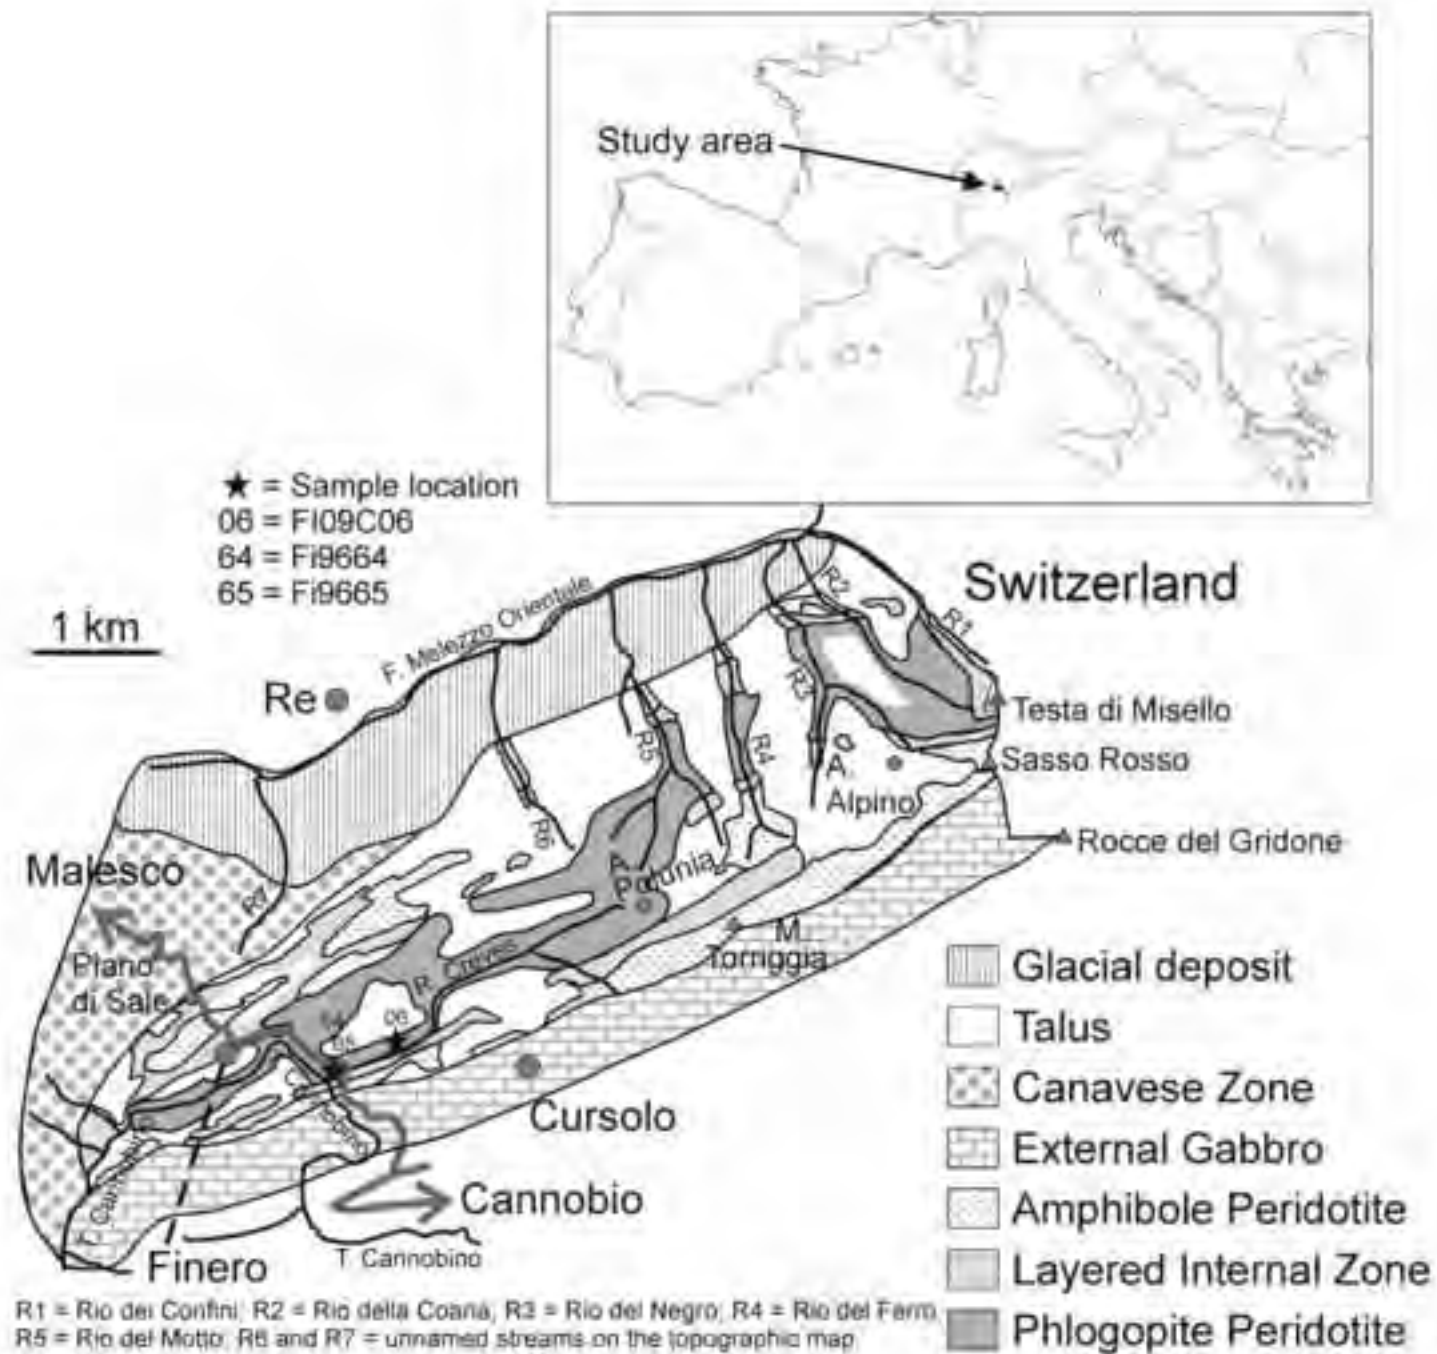 Study area
★ = Sample location
06 = FI09C06
64 = Fi9664
65 = Fi9665
1 km
Switzerland
F. Melezzo Orientale
R2
R1
Re
R3
Testa di Misello
R5
R4
Sasso Rosso
A.
Alpino
R6
Rocce del Gridone
Malesco
A.
Polunia
R7
M.
Torriggia
R. Creves
Piano
di Sale
64
06
65
Cursolo
Cannobio
T. Cannobino
Finero
Glacial deposit
Talus
Canavese Zone
External Gabbro
Amphibole Peridotite
Layered Internal Zone
Phlogopite Peridotite
R1 = Rio dei Confini; R2 = Rio della Coana; R3 = Rio del Negro; R4 = Rio del Ferro
R5 = Rio del Motto; R6 and R7 = unnamed streams on the topographic map